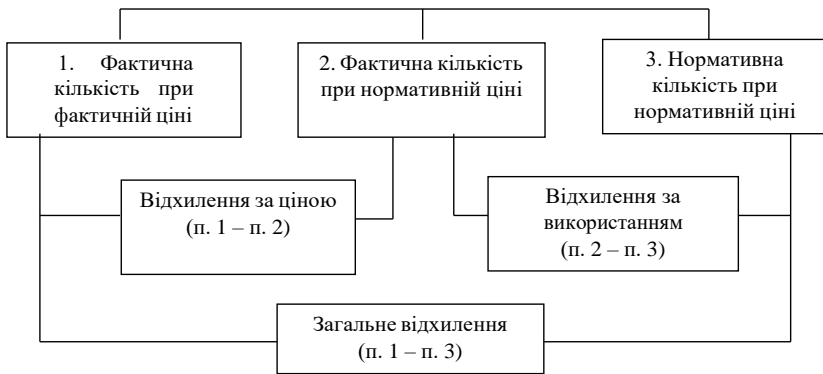 1. Фактична
кількість при
фактичній ціні
2. Фактична кількість
при нормативній ціні
3. Нормативна
кількість при
нормативній ціні
Відхилення за ціною
(п. 1 – п. 2)
Відхилення за
використанням
(п. 2 – п. 3)
Загальне відхилення
(п. 1 – п. 3)